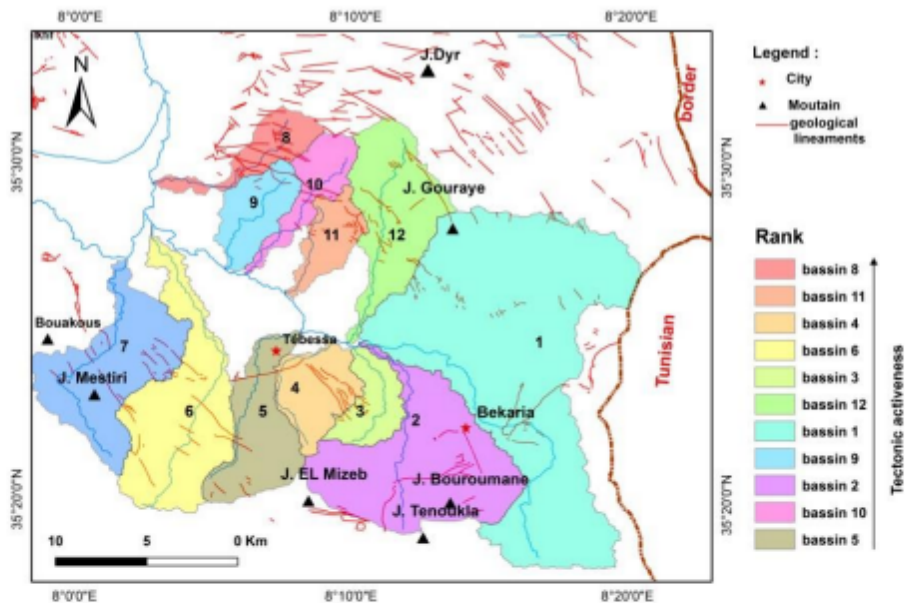 8°0'0"E 8°10'0"E 8°20'0"E
N
J.Dyr
border
Legend :
City
Moutain
geological
lineaments
35°30'0"N
35°30'0"N
8
10
J. Gouraye
9
11
12
Rank
bassin 8
bassin 11
bassin 4
bassin 6
bassin 3
bassin 12
bassin 1
bassin 9
bassin 2
bassin 10
bassin 5
Tectonic activeness
Bouakous
7
Tébessa
1
Tunisian
J. Mestiri
4
6
5
3
2
Bekaria
J. EL Mizeb
J. Bouroumane
J. Tenoukla
35°20'0"N
35°20'0"N
10 5 0 Km
8°0'0"E 8°10'0"E 8°20'0"E